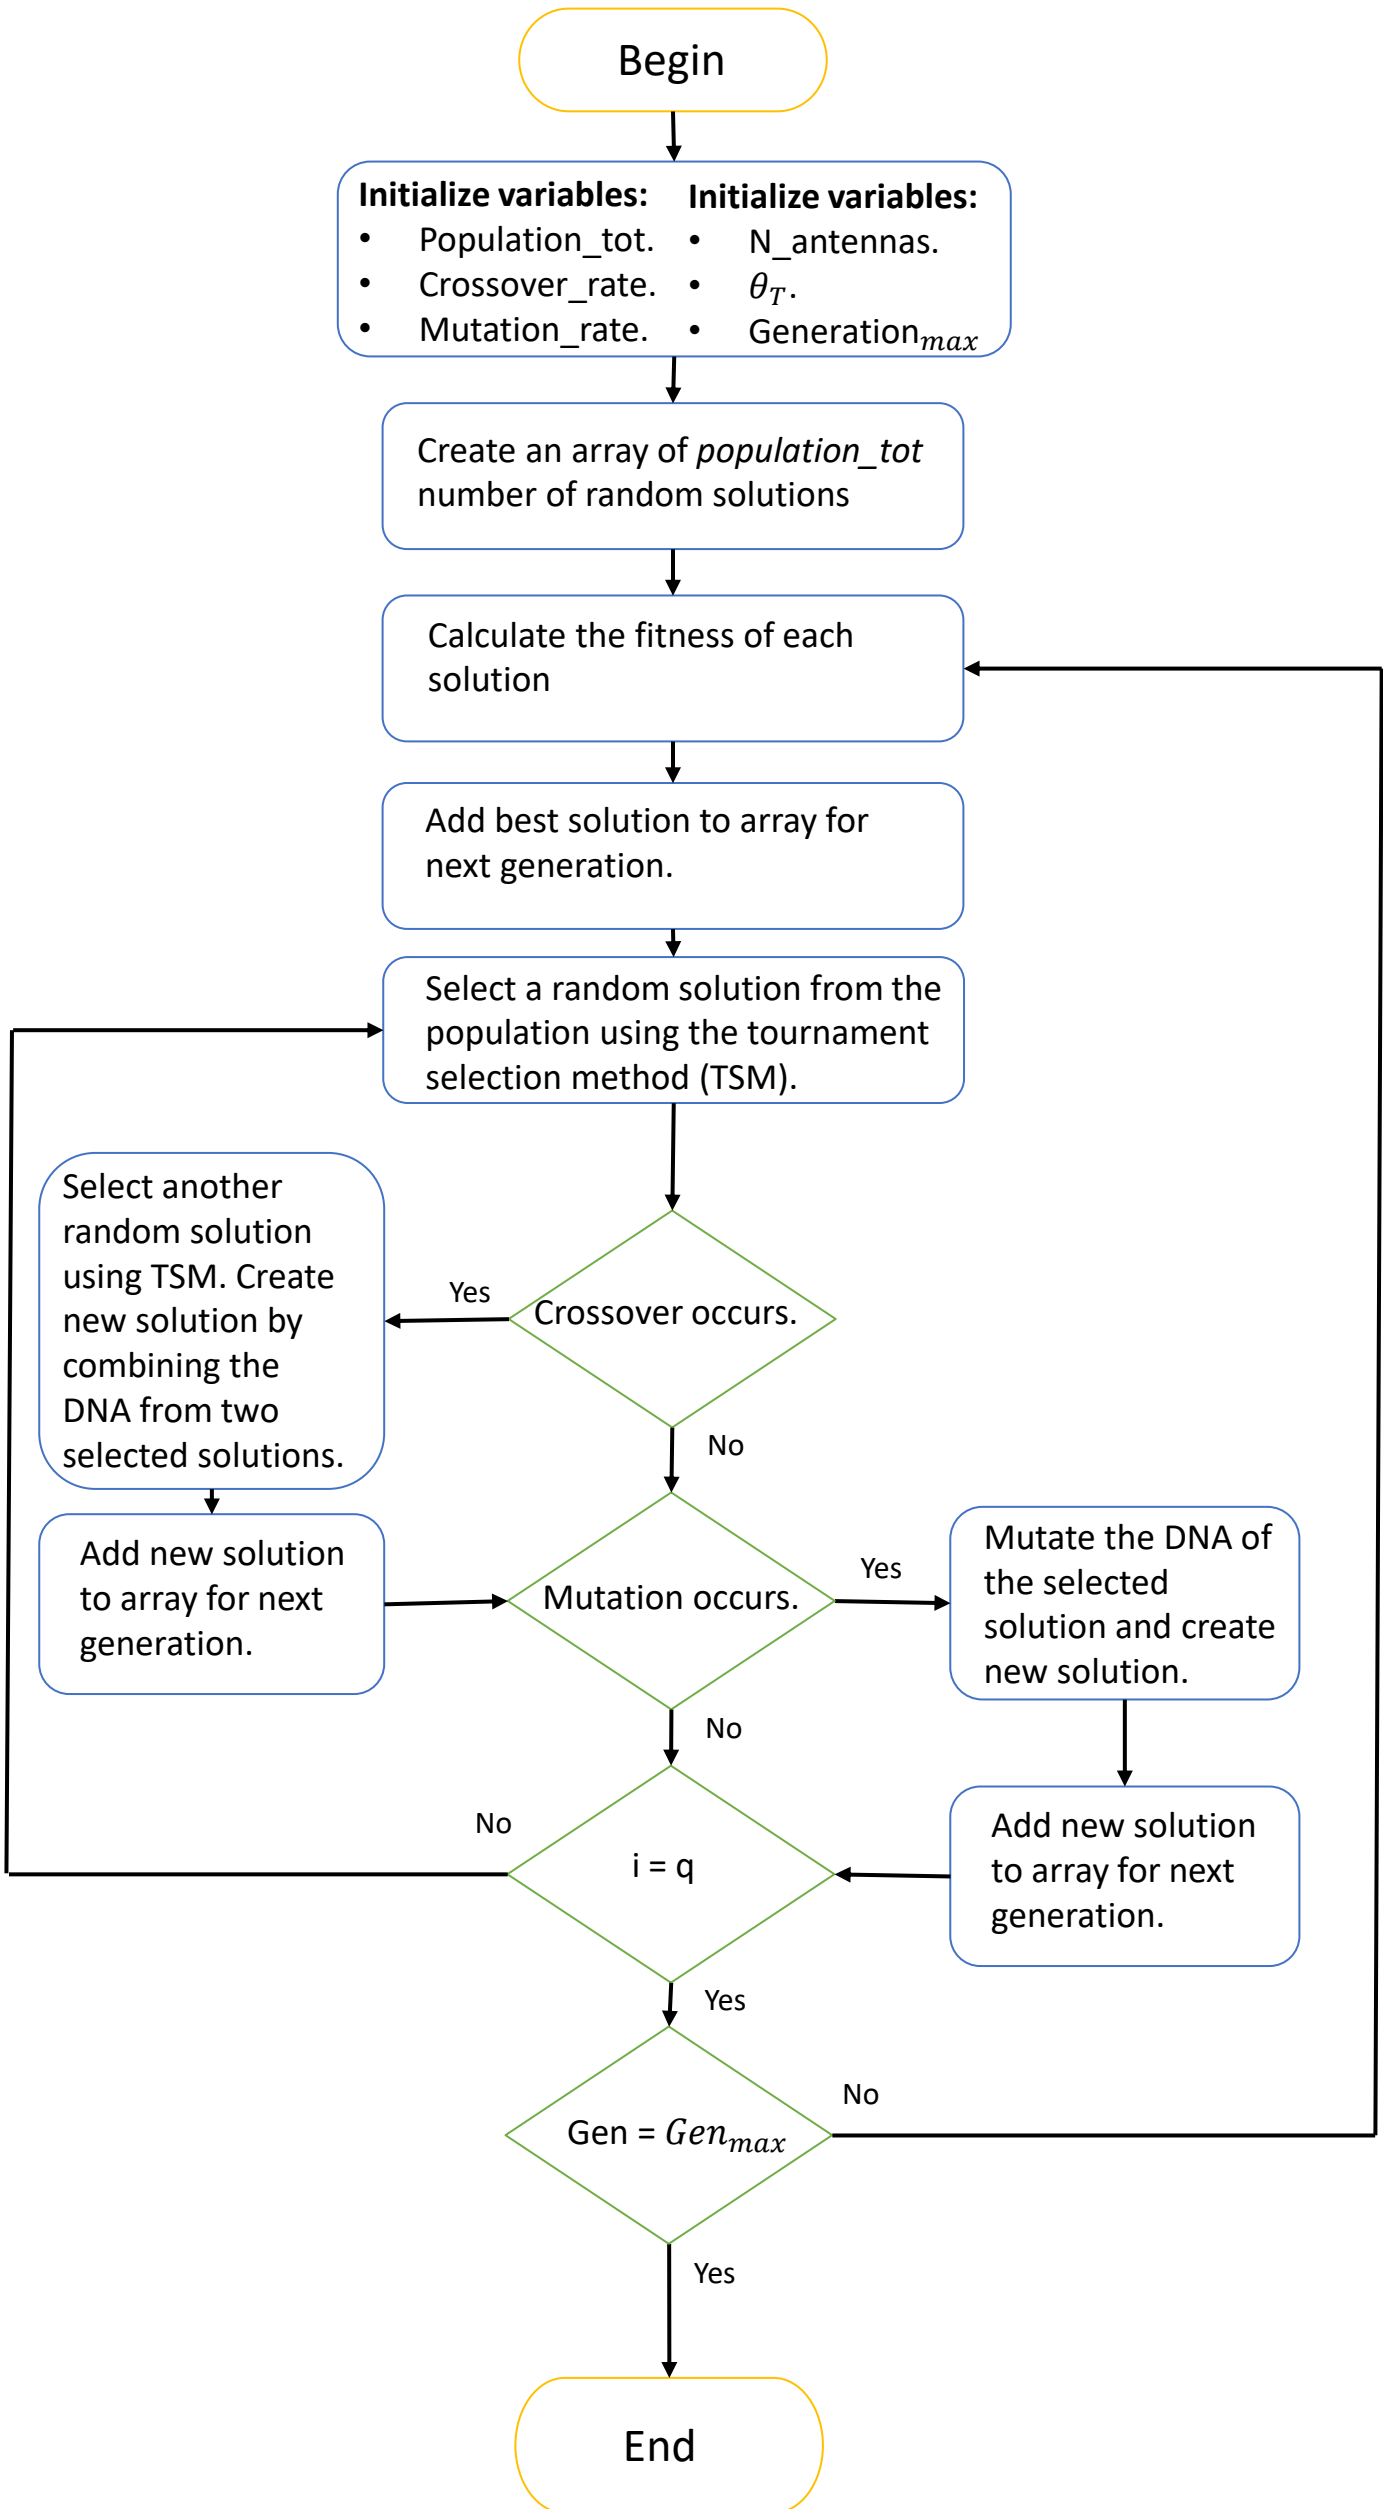 Begin
Initialize variables:
• Population_tot.
• Crossover_rate.
• Mutation_rate.
Initialize variables:
• N_antennas.
• θ_T.
• Generation_max
Create an array of population_tot
number of random solutions
Calculate the fitness of each
solution
Add best solution to array for
next generation.
Select a random solution from the
population using the tournament
selection method (TSM).
Crossover occurs.
Yes
Select another
random solution
using TSM. Create
new solution by
combining the
DNA from two
selected solutions.
Add new solution
to array for next
generation.
No
Mutation occurs.
Yes
Mutate the DNA of
the selected
solution and create
new solution.
Add new solution
to array for next
generation.
No
i = q
No
Yes
Gen = Gen_max
No
Yes
End